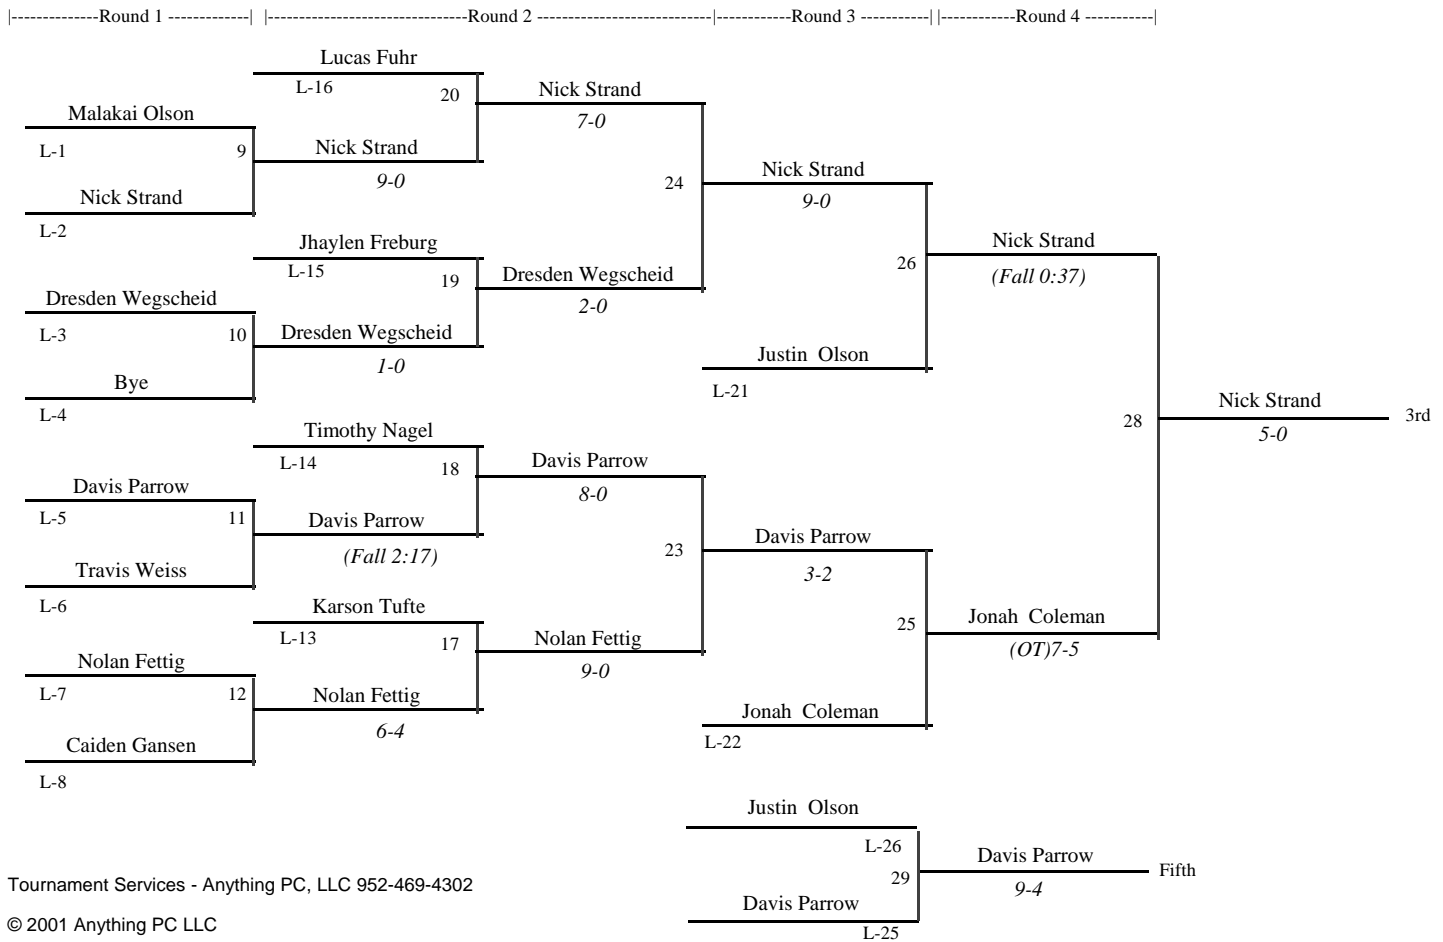 |--------------Round 1 -------------| |--------------------------------Round 2 ----------------------------|------------Round 3 -----------| |------------Round 4 -----------|
Lucas Fuhr
L-16
20
Nick Strand
7-0
Malakai Olson
L-1
9
Nick Strand
9-0
Nick Strand
L-2
24
Nick Strand
9-0
Jhaylen Freburg
L-15
19
Dresden Wegscheid
2-0
26
Nick Strand
(Fall 0:37)
Dresden Wegscheid
L-3
10
Dresden Wegscheid
1-0
Bye
L-4
Justin  Olson
L-21
28
Nick Strand
5-0
3rd
Timothy Nagel
L-14
18
Davis Parrow
8-0
Davis Parrow
L-5
11
Davis Parrow
(Fall 2:17)
Travis Weiss
L-6
23
Davis Parrow
3-2
Karson Tufte
L-13
17
Nolan Fettig
9-0
25
Jonah  Coleman
(OT)7-5
Nolan Fettig
L-7
12
Nolan Fettig
6-4
Caiden Gansen
L-8
Jonah  Coleman
L-22
Justin  Olson
L-26
29
Davis Parrow
9-4
Fifth
Davis Parrow
L-25
Tournament Services - Anything PC, LLC 952-469-4302
© 2001 Anything PC LLC